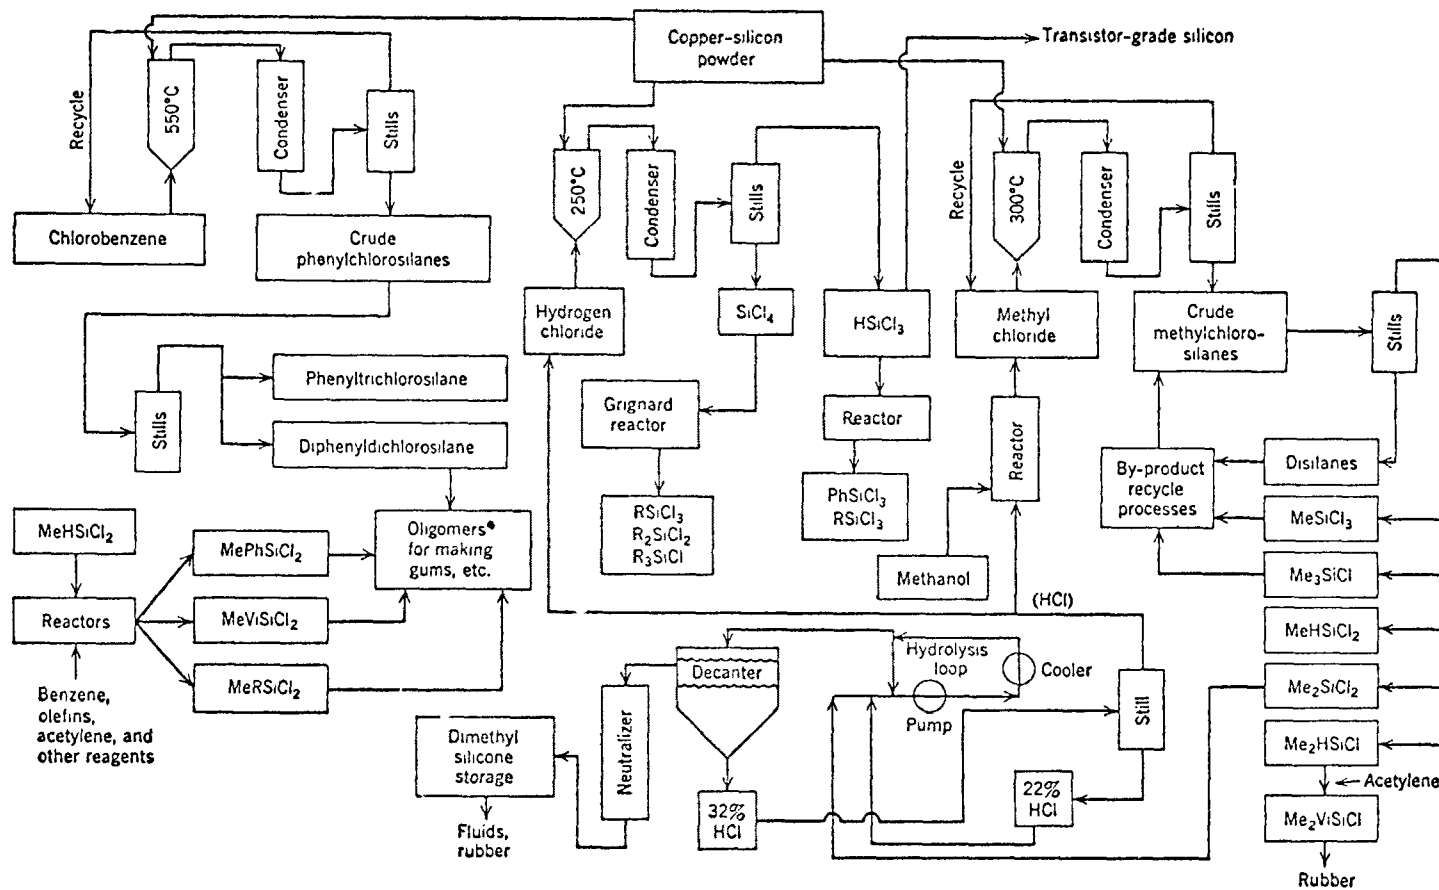 Copper-silicon
powder
Transistor-grade silicon
Recycle
550°C
Condenser
Stills
Chlorobenzene
Crude
phenylchlorosilanes
250°C
Condenser
Stills
Recycle
300°C
Condenser
Stills
Hydrogen
chloride
SiCl4
HSiCl3
Methyl
chloride
Crude
methylchloro-
silanes
Stills
Stills
Phenyltrichlorosilane
Diphenyldichlorosilane
Grignard
reactor
Reactor
Reactor
By-product
recycle
processes
Disilanes
MeSiCl3
Me3SiCl
MeHSiCl2
Me2SiCl2
Me2HSiCl
Acetylene
Me2ViSiCl
Rubber
RSiCl3
R2SiCl2
R3SiCl
PhSiCl3
RSiCl3
Methanol
MeHSiCl2
Reactors
MePhSiCl2
MeViSiCl2
MeRSiCl2
Oligomers*
for making
gums, etc.
Benzene,
olefins,
acetylene, and
other reagents
(HCl)
Decanter
Hydrolysis
loop
Cooler
Pump
Still
Neutralizer
Dimethyl
silicone
storage
Fluids,
rubber
32%
HCl
22%
HCl